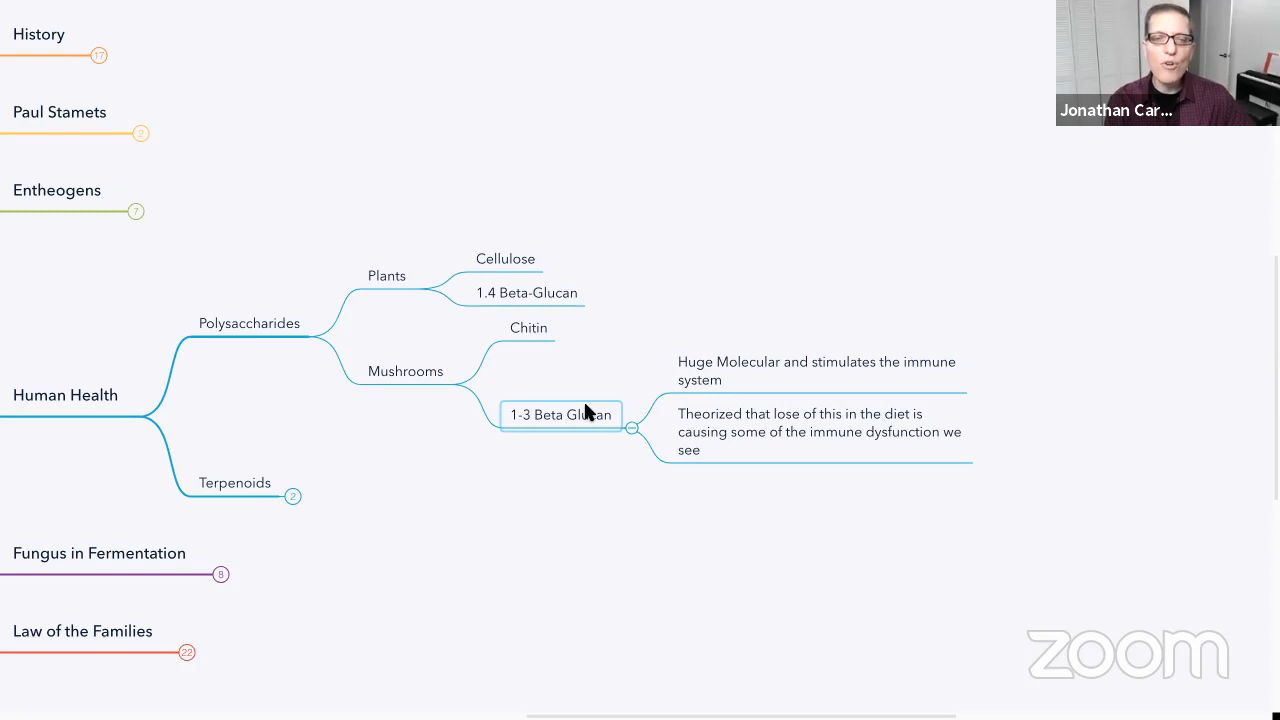 History
17
Paul Stamets
2
Entheogens
7
Human Health
Polysaccharides
Plants
Cellulose
1.4 Beta-Glucan
Mushrooms
Chitin
1-3 Beta Glucan
Huge Molecular and stimulates the immune
system
Theorized that lose of this in the diet is
causing some of the immune dysfunction we
see
Terpenoids
2
Fungus in Fermentation
8
Law of the Families
22
Jonathan Car...
zoom